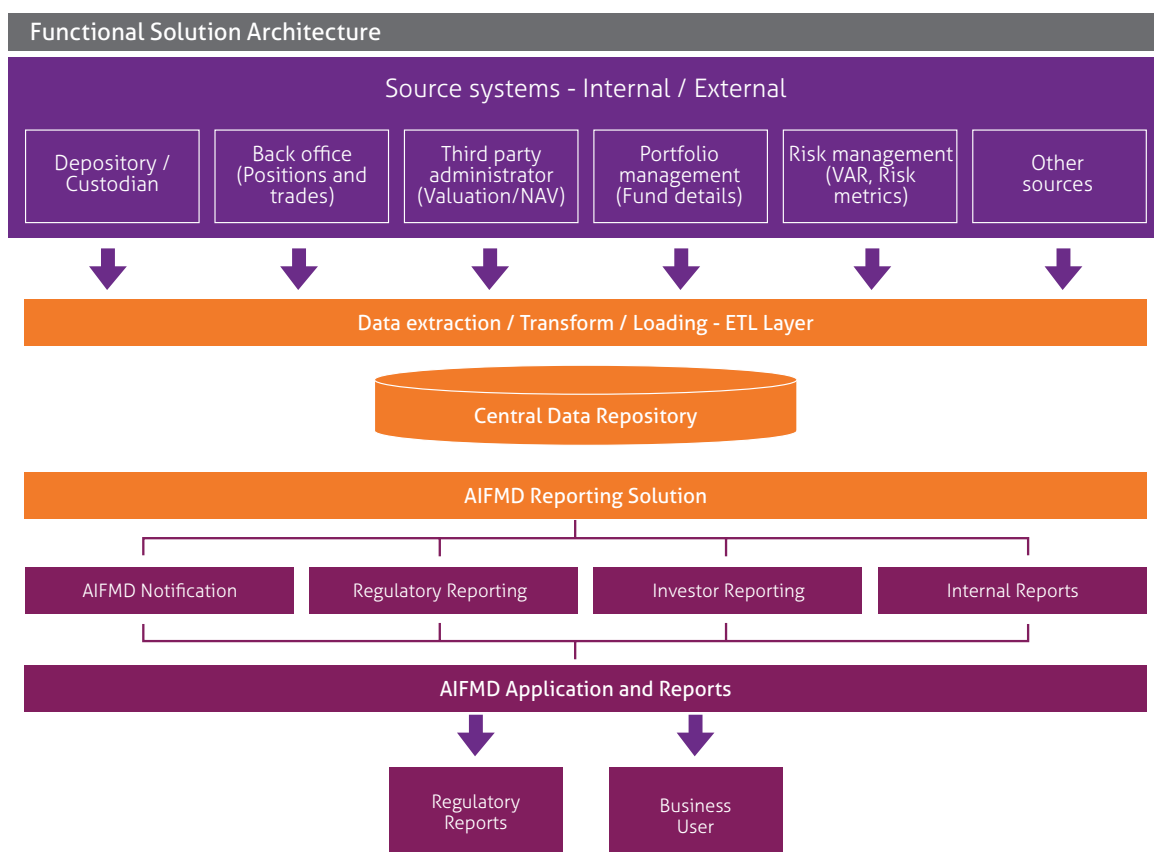 Functional Solution Architecture
Source systems - Internal / External
Depository /
Custodian
Back office
(Positions and
trades)
Third party
administrator
(Valuation/NAV)
Portfolio
management
(Fund details)
Risk management
(VAR, Risk
metrics)
Other
sources
Data extraction / Transform / Loading - ETL Layer
Central Data Repository
AIFMD Reporting Solution
AIFMD Notification
Regulatory Reporting
Investor Reporting
Internal Reports
AIFMD Application and Reports
Regulatory
Reports
Business
User